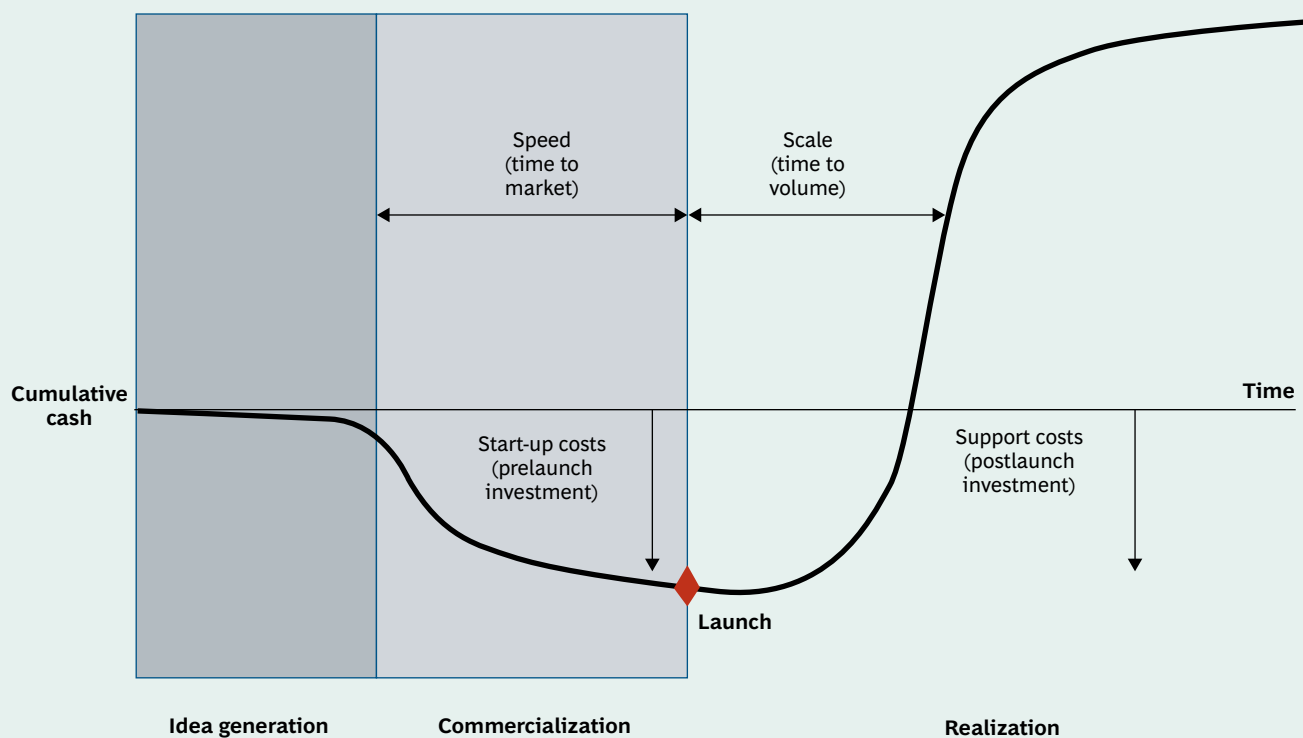 Speed
(time to
market)
Scale
(time to
volume)
Cumulative
cash
Time
Start-up costs
(prelaunch
investment)
Support costs
(postlaunch
investment)
Launch
Idea generation
Commercialization
Realization